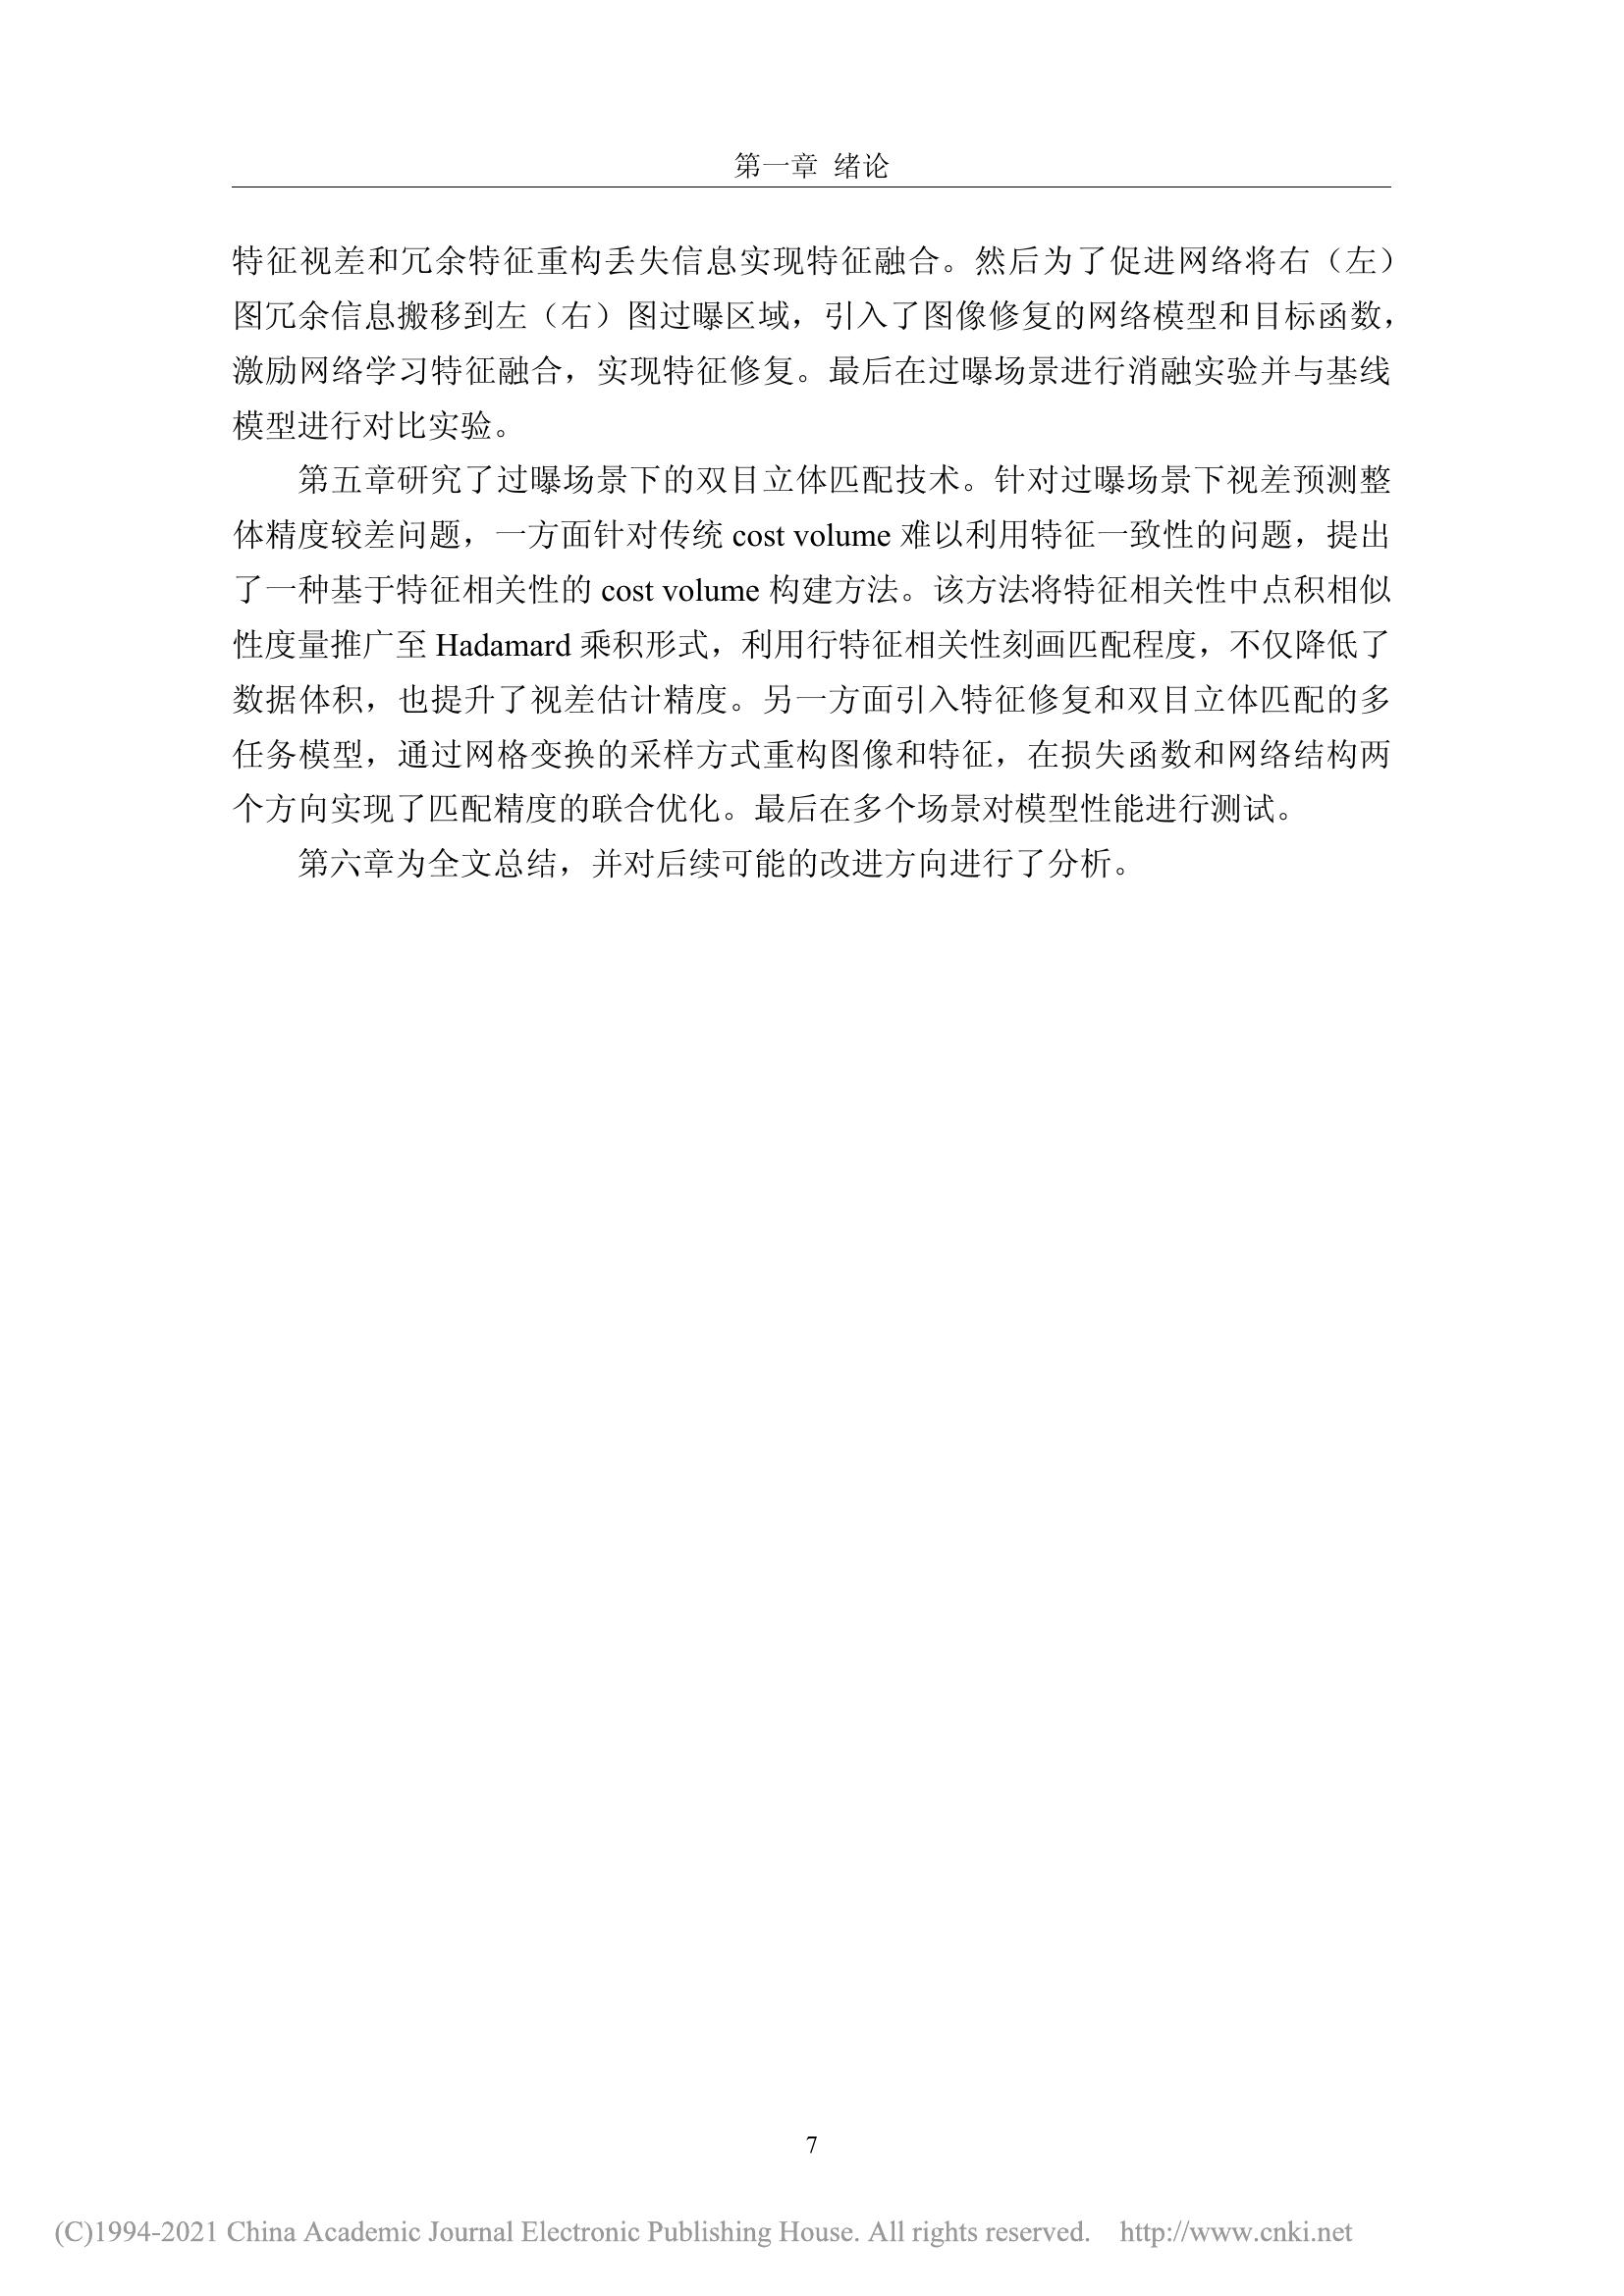 第一章 绪论
特征视差和冗余特征重构丢失信息实现特征融合。然后为了促进网络将右（左）
图冗余信息搬移到左（右）图过曝区域，引入了图像修复的网络模型和目标函数，
激励网络学习特征融合，实现特征修复。最后在过曝场景进行消融实验并与基线
模型进行对比实验。
第五章研究了过曝场景下的双目立体匹配技术。针对过曝场景下视差预测整
体精度较差问题，一方面针对传统 cost volume 难以利用特征一致性的问题，提出
了一种基于特征相关性的 cost volume 构建方法。该方法将特征相关性中点积相似
性度量推广至 Hadamard 乘积形式，利用行特征相关性刻画匹配程度，不仅降低了
数据体积，也提升了视差估计精度。另一方面引入特征修复和双目立体匹配的多
任务模型，通过网格变换的采样方式重构图像和特征，在损失函数和网络结构两
个方向实现了匹配精度的联合优化。最后在多个场景对模型性能进行测试。
第六章为全文总结，并对后续可能的改进方向进行了分析。
7
(C)1994-2021 China Academic Journal Electronic Publishing House. All rights reserved. http://www.cnki.net